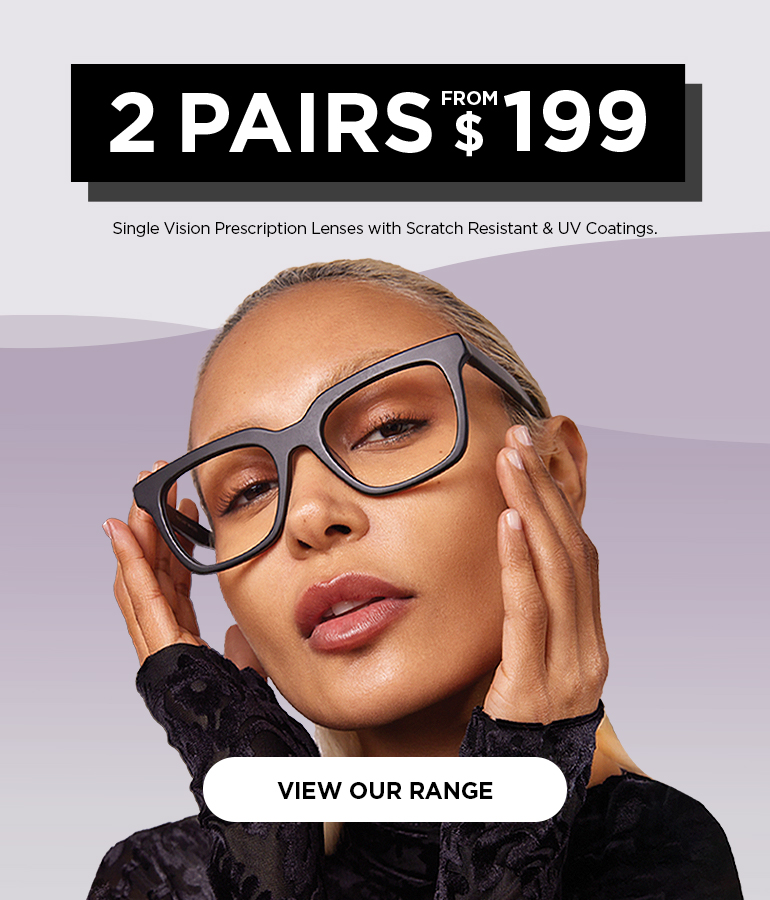 2 PAIRS FROM $199
Single Vision Prescription Lenses with Scratch Resistant & UV Coatings.
VIEW OUR RANGE